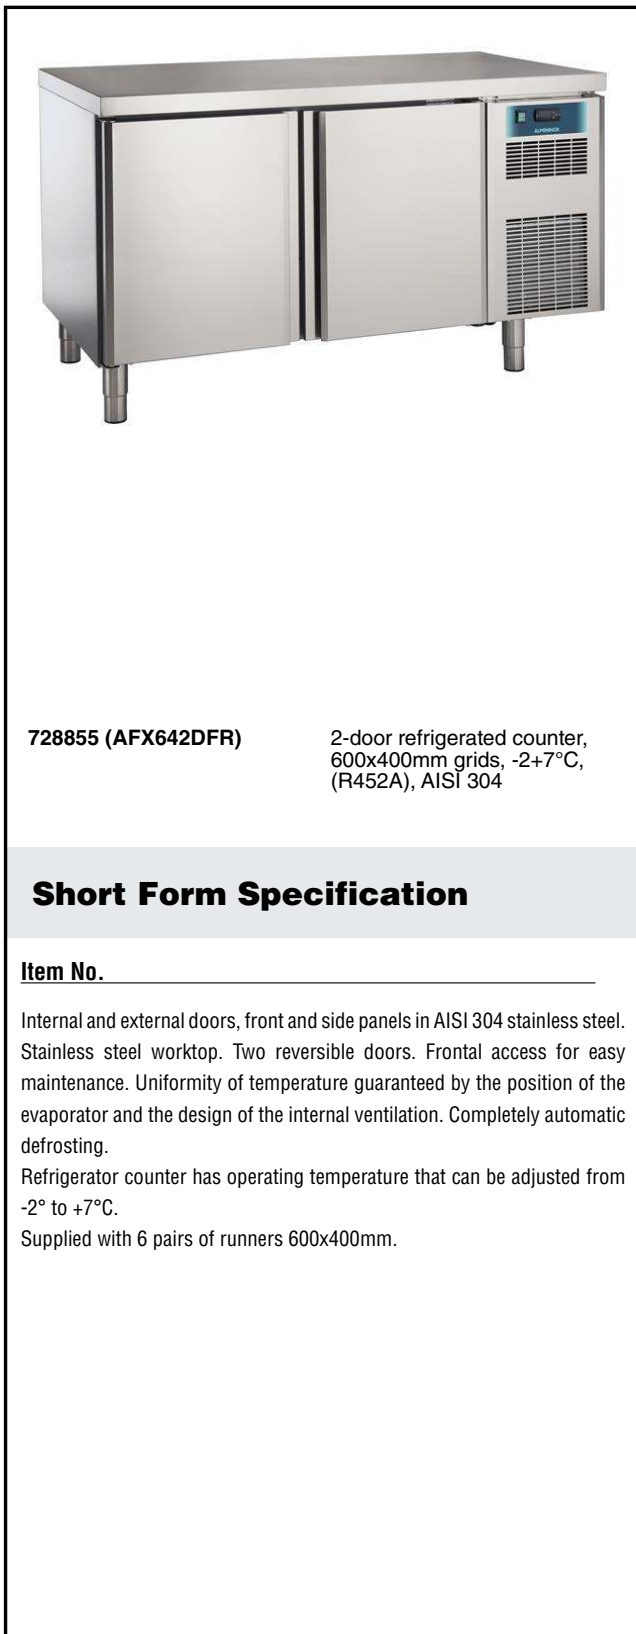 ALPENINOX
728855 (AFX642DFR)
2-door refrigerated counter,
600x400mm grids, -2+7°C,
(R452A), AISI 304
Short Form Specification
Item No.
Internal and external doors, front and side panels in AISI 304 stainless steel.
Stainless steel worktop. Two reversible doors. Frontal access for easy
maintenance. Uniformity of temperature guaranteed by the position of the
evaporator and the design of the internal ventilation. Completely automatic
defrosting.
Refrigerator counter has operating temperature that can be adjusted from
-2° to +7°C.
Supplied with 6 pairs of runners 600x400mm.